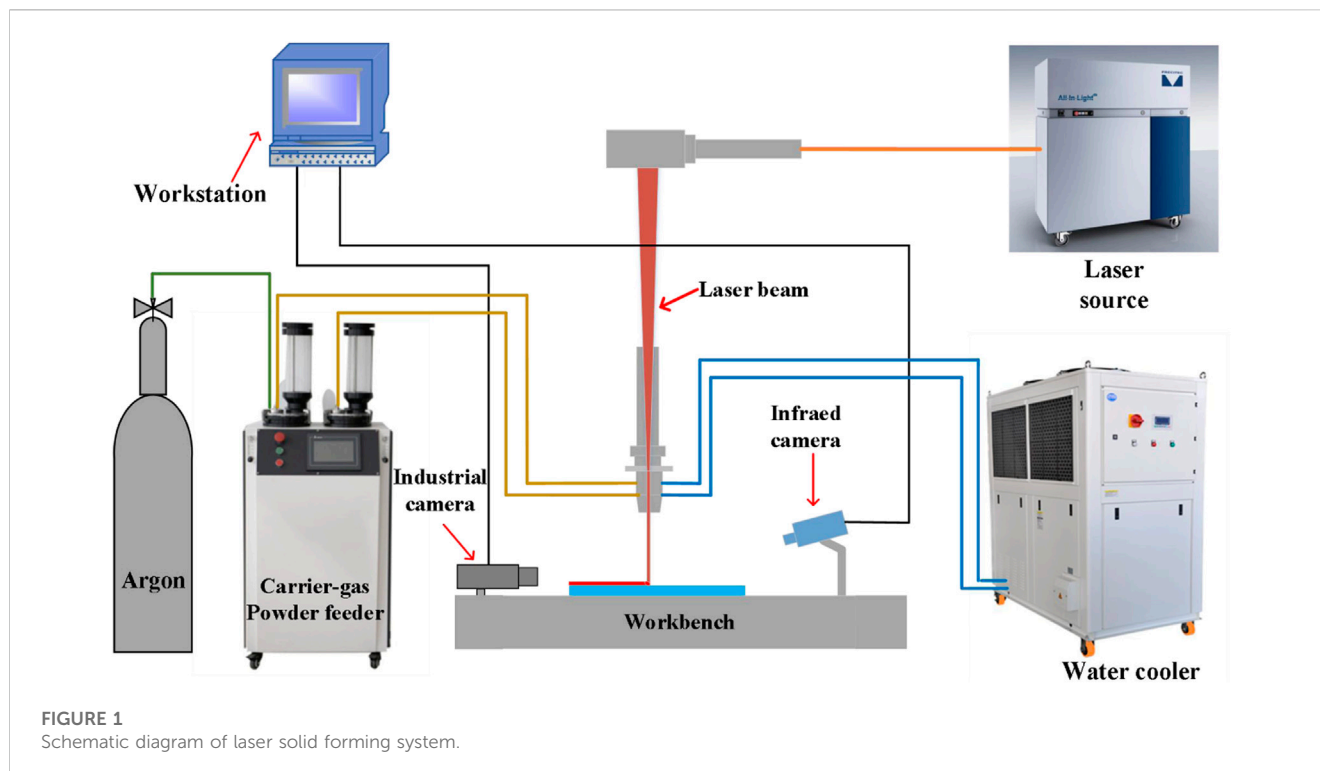 Workstation
All In Light
Laser
source
Laser beam
Infraed
camera
Industrial
camera
Argon
Carrier-gas
Powder feeder
Workbench
Water cooler
FIGURE 1
Schematic diagram of laser solid forming system.